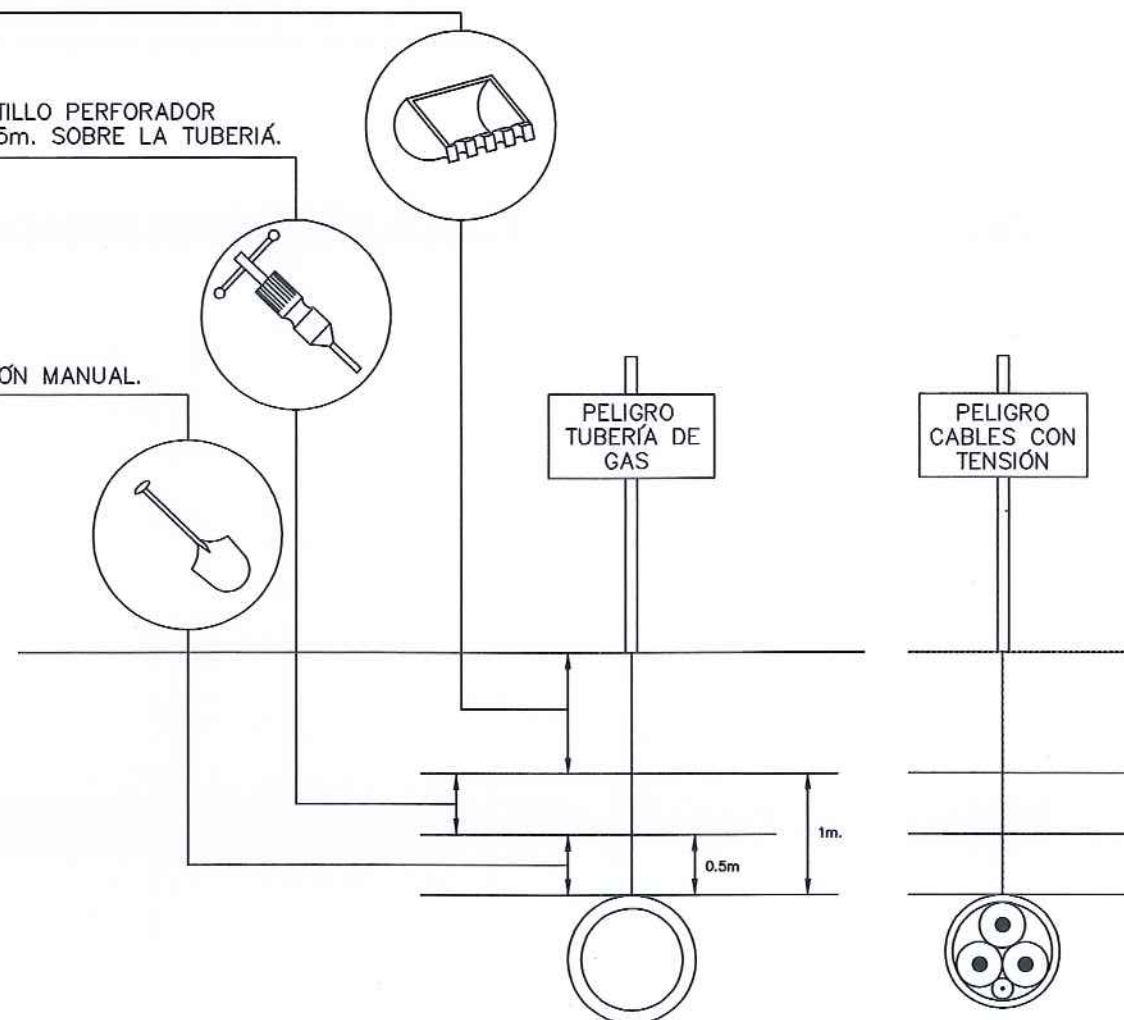 TILLO PERFORADOR
5m. SOBRE LA TUBERIÁ.
ÓN MANUAL.
PELIGRO
TUBERÍA DE
GAS
PELIGRO
CABLES CON
TENSIÓN
1m.
0.5m